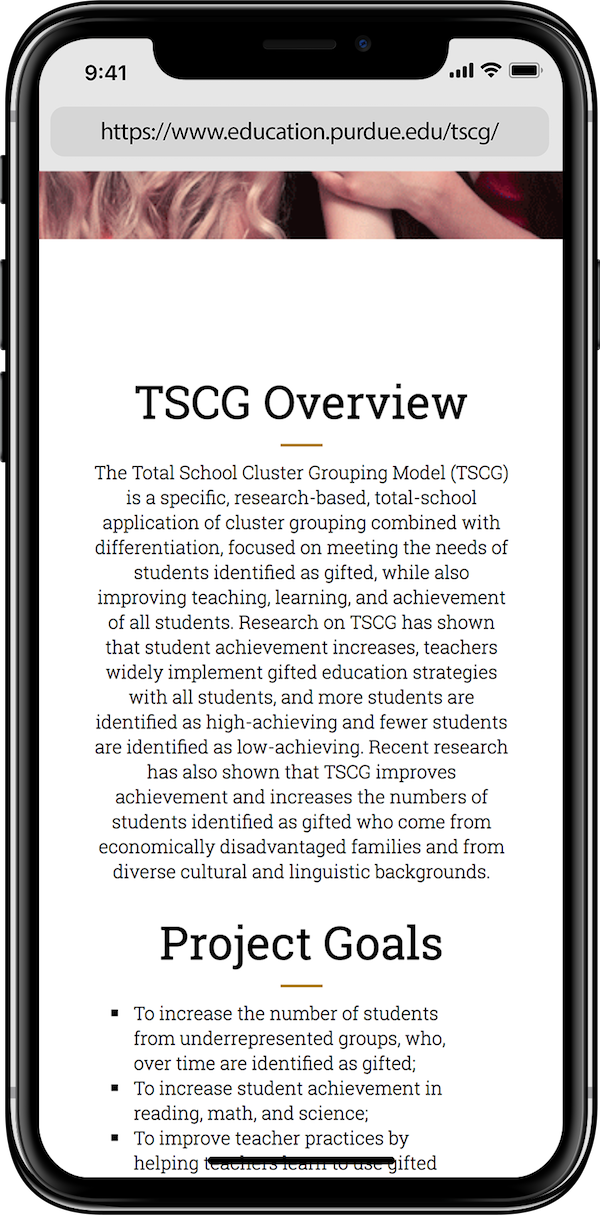 9:41
https://www.education.purdue.edu/tscg/
TSCG Overview
The Total School Cluster Grouping Model (TSCG)
is a specific, research-based, total-school
application of cluster grouping combined with
differentiation, focused on meeting the needs of
students identified as gifted, while also
improving teaching, learning, and achievement
of all students. Research on TSCG has shown
that student achievement increases, teachers
widely implement gifted education strategies
with all students, and more students are
identified as high-achieving and fewer students
are identified as low-achieving. Recent research
has also shown that TSCG improves
achievement and increases the numbers of
students identified as gifted who come from
economically disadvantaged families and from
diverse cultural and linguistic backgrounds.
Project Goals
▪ To increase the number of students
from underrepresented groups, who,
over time are identified as gifted;
▪ To increase student achievement in
reading, math, and science;
▪ To improve teacher practices by
helping teachers learn to use gifted